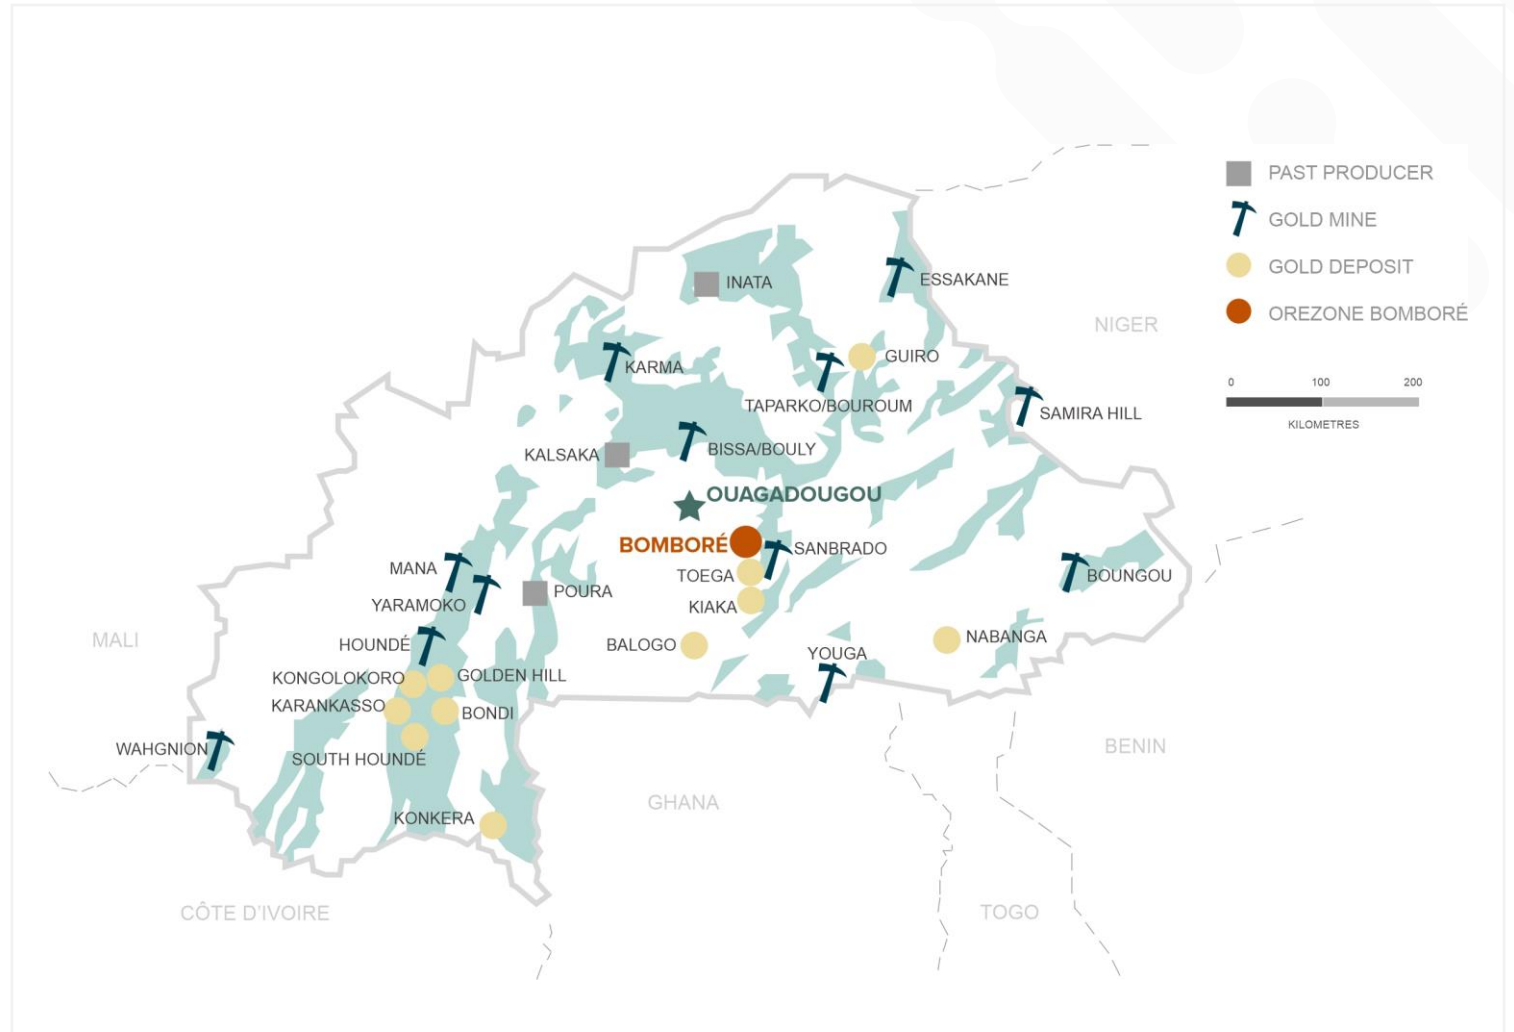 PAST PRODUCER
GOLD MINE
GOLD DEPOSIT
OREZONE BOMBORÉ
0 100 200
KILOMETRES
INATA
ESSAKANE
NIGER
GUIRO
KARMA
TAPARKO/BOUROUM
SAMIRA HILL
KALSAKA
BISSA/BOULY
OUAGADOUGOU
BOMBORÉ
SANBRADO
MANA
TOEGA
BOUNGOU
YARAMOKO
POURA
KIAKA
MALI
HOUNDÉ
BALOGO
YOUGA
NABANGA
KONGOLOKORO
GOLDEN HILL
KARANKASSO
BONDI
WAHGNION
SOUTH HOUNDÉ
BENIN
GHANA
KONKERA
CÔTE D'IVOIRE
TOGO